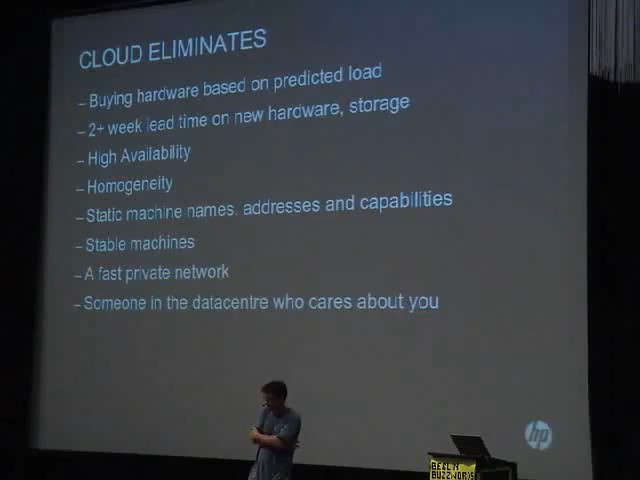 CLOUD ELIMINATES
– Buying hardware based on predicted load
– 2+ week lead time on new hardware, storage
– High Availability
– Homogeneity
– Static machine names, addresses and capabilities
– Stable machines
– A fast private network
– Someone in the datacentre who cares about you
hp
BERLIN
BUZZWORDS